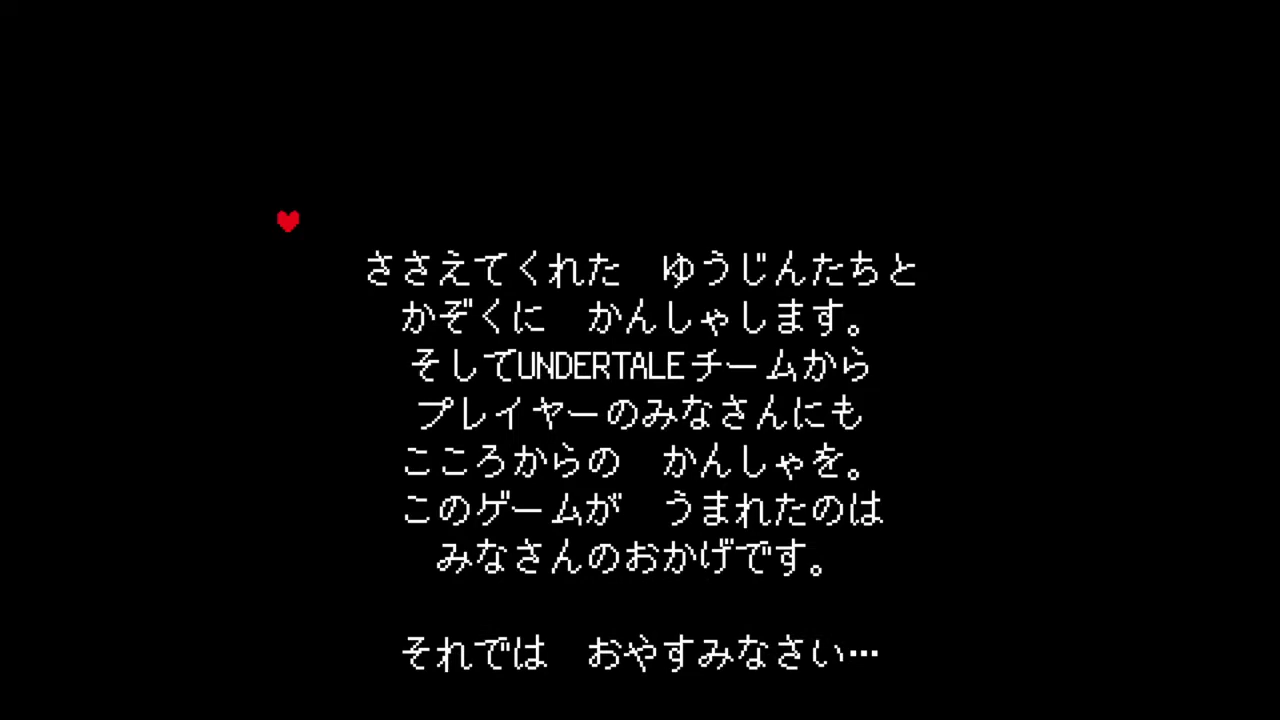 ささえてくれた　ゆうじんたちと
かぞくに　かんしゃします。
そしてUNDERTALEチームから
プレイヤーのみなさんにも
こころからの　かんしゃを。
このゲームが　うまれたのは
みなさんのおかげです。
それでは　おやすみなさい…